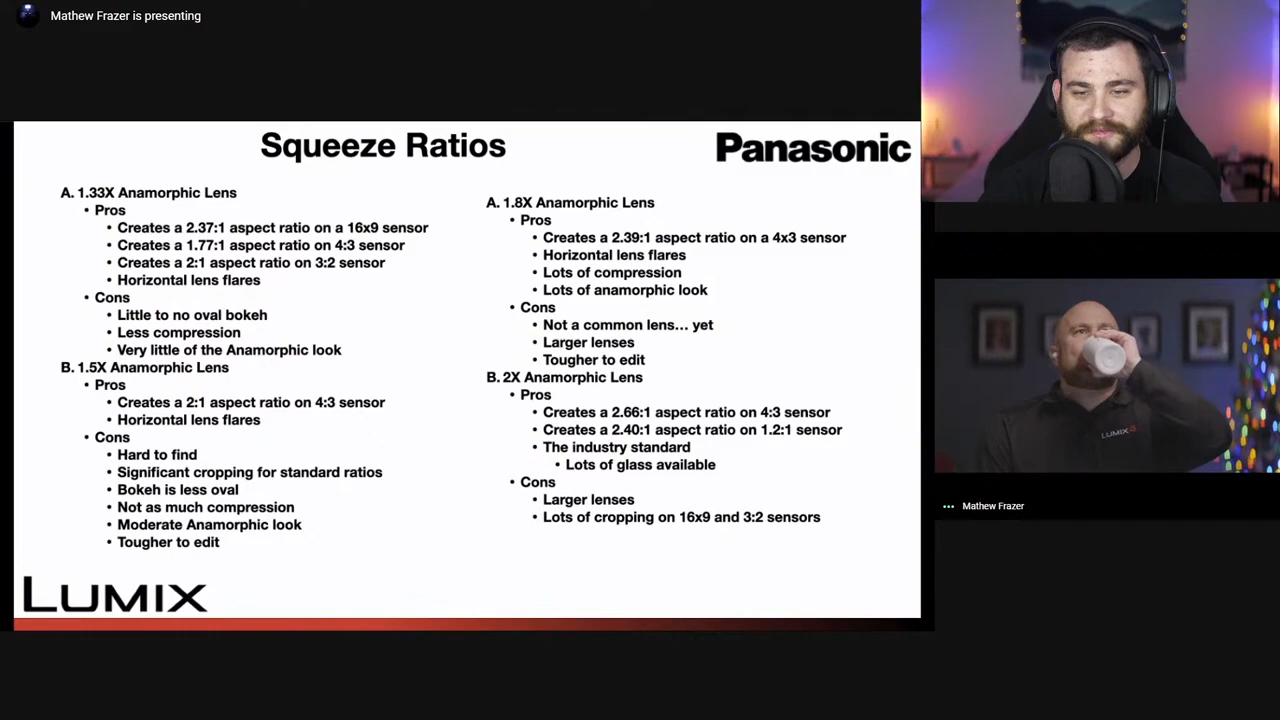 Mathew Frazer is presenting
Squeeze Ratios
Panasonic
A. 1.33X Anamorphic Lens
• Pros
• Creates a 2.37:1 aspect ratio on a 16x9 sensor
• Creates a 1.77:1 aspect ratio on 4:3 sensor
• Creates a 2:1 aspect ratio on 3:2 sensor
• Horizontal lens flares
• Cons
• Little to no oval bokeh
• Less compression
• Very little of the Anamorphic look
B. 1.5X Anamorphic Lens
• Pros
• Creates a 2:1 aspect ratio on 4:3 sensor
• Horizontal lens flares
• Cons
• Hard to find
• Significant cropping for standard ratios
• Bokeh is less oval
• Not as much compression
• Moderate Anamorphic look
• Tougher to edit
A. 1.8X Anamorphic Lens
• Pros
• Creates a 2.39:1 aspect ratio on a 4x3 sensor
• Horizontal lens flares
• Lots of compression
• Lots of anamorphic look
• Cons
• Not a common lens... yet
• Larger lenses
• Tougher to edit
B. 2X Anamorphic Lens
• Pros
• Creates a 2.66:1 aspect ratio on 4:3 sensor
• Creates a 2.40:1 aspect ratio on 1.2:1 sensor
• The industry standard
• Lots of glass available
• Cons
• Larger lenses
• Lots of cropping on 16x9 and 3:2 sensors
LUMIX
LUMIX
Mathew Frazer